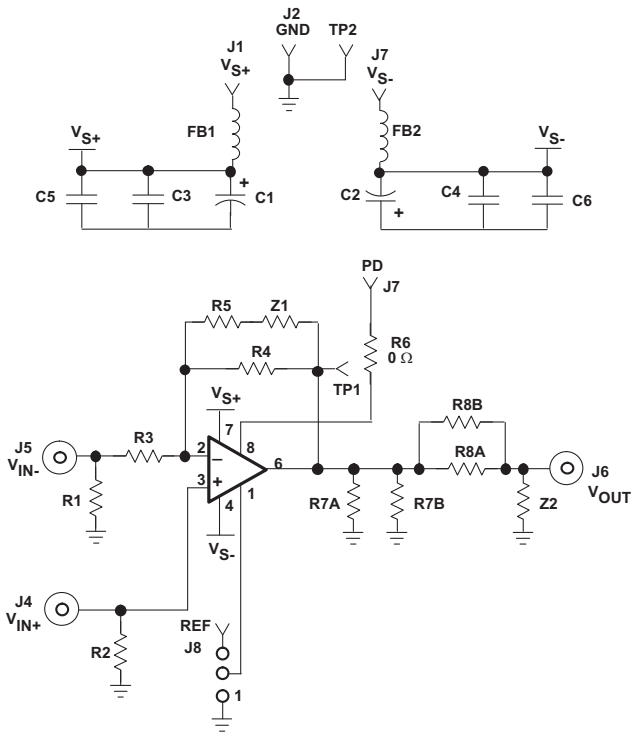 J2
GND
TP2
J1
VS+
J7
VS-
FB1
FB2
VS+
VS-
+
C5
C3
C1
C2
+
C4
C6
PD
J7
R5
Z1
R6
0 Ω
R4
TP1
VS+
7
R8B
J5
VIN-
R3
2
−
8
6
R8A
J6
VOUT
3
+
1
R1
4
R7A
R7B
Z2
VS-
J4
VIN+
REF
J8
R2
1